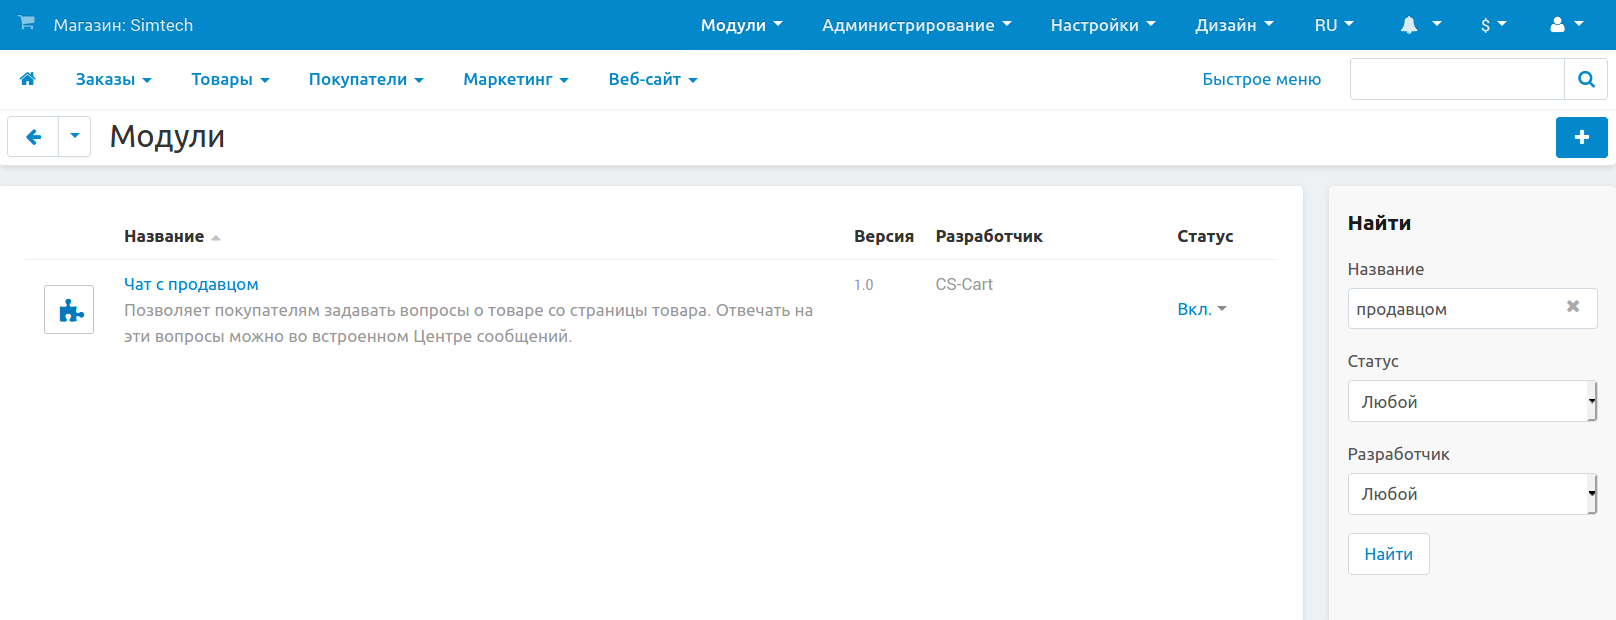 Магазин: Simtech
Модули
Администрирование
Настройки
Дизайн
RU
$
Заказы
Товары
Покупатели
Маркетинг
Веб-сайт
Быстрое меню
Модули
Название
Версия
Разработчик
Статус
Чат с продавцом
1.0
CS-Cart
Позволяет покупателям задавать вопросы о товаре со страницы товара. Отвечать на
эти вопросы можно во встроенном Центре сообщений.
Вкл.
Найти
Название
продавцом
Статус
Любой
Разработчик
Любой
Найти